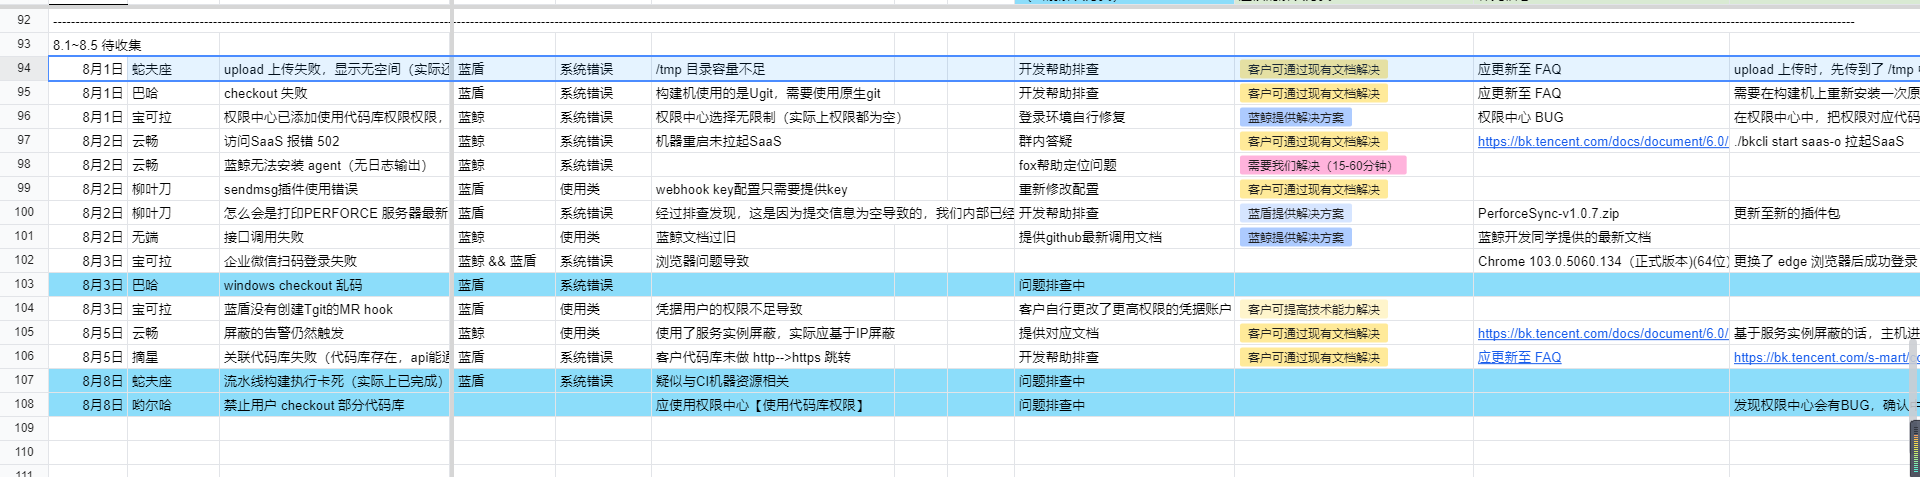 92 ----------------------------------------------------------------
93 8.1~8.5 待收集
94 8月1日 蛇夫座 upload 上传失败，显示无空间（实际还 蓝盾 系统错误 /tmp 目录容量不足 开发帮助排查 客户可通过现有文档解决 应更新至 FAQ upload 上传时，先传到了 /tmp
95 8月1日 巴哈 checkout 失败 蓝盾 系统错误 构建机使用的是Ugit，需要使用原生git 开发帮助排查 客户可通过现有文档解决 应更新至 FAQ 需要在构建机上重新安装一次原
96 8月1日 宝可拉 权限中心已添加使用代码库权限权限， 蓝鲸 系统错误 权限中心选择无限制（实际上权限都为空） 登录环境自行修复 蓝鲸提供解决方案 权限中心 BUG 在权限中心中，把权限对应代码
97 8月2日 云畅 访问SaaS 报错 502 蓝鲸 系统错误 机器重启未拉起SaaS 群内答疑 客户可通过现有文档解决 https://bk.tencent.com/docs/document/6.0/ ./bkcli start saas-o 拉起SaaS
98 8月2日 云畅 蓝鲸无法安装 agent（无日志输出） 蓝鲸 系统错误 fox帮助定位问题 需要我们解决（15-60分钟）
99 8月2日 柳叶刀 sendmsg插件使用错误 蓝盾 使用类 webhook key配置只需要提供key 重新修改配置 客户可通过现有文档解决
100 8月2日 柳叶刀 怎么会是打印PERFORCE 服务器最新 蓝盾 系统错误 经过排查发现，这是因为提交信息为空导致的，我们内部已经 开发帮助排查 蓝盾提供解决方案 PerforceSync-v1.0.7.zip 更新至新的插件包
101 8月2日 无端 接口调用失败 蓝鲸 使用类 蓝鲸文档过旧 提供github最新调用文档 蓝鲸提供解决方案 蓝鲸开发同学提供的最新文档
102 8月3日 宝可拉 企业微信扫码登录失败 蓝鲸 && 蓝盾 系统错误 浏览器问题导致 Chrome 103.0.5060.134（正式版本）(64位) 更换了 edge 浏览器后成功登录
103 8月3日 巴哈 windows checkout 乱码 蓝盾 系统错误 问题排查中
104 8月3日 宝可拉 蓝盾没有创建Tgit的MR hook 蓝盾 使用类 凭据用户的权限不足导致 客户自行更改了更高权限的凭据账户 客户可提高技术能力解决
105 8月5日 云畅 屏蔽的告警仍然触发 蓝鲸 使用类 使用了服务实例屏蔽，实际应基于IP屏蔽 提供对应文档 客户可通过现有文档解决 https://bk.tencent.com/docs/document/6.0/ 基于服务实例屏蔽的话，主机进
106 8月5日 摘星 关联代码库失败（代码库存在，api能通 蓝盾 系统错误 客户代码库未做 http-->https 跳转 开发帮助排查 客户可通过现有文档解决 应更新至 FAQ https://bk.tencent.com/s-mart/
107 8月8日 蛇夫座 流水线构建执行卡死（实际上已完成） 蓝盾 系统错误 疑似与CI机器资源相关 问题排查中
108 8月8日 哟尔哈 禁止用户 checkout 部分代码库 应使用权限中心【使用代码库权限】 问题排查中 发现权限中心会有BUG，确认
109
110